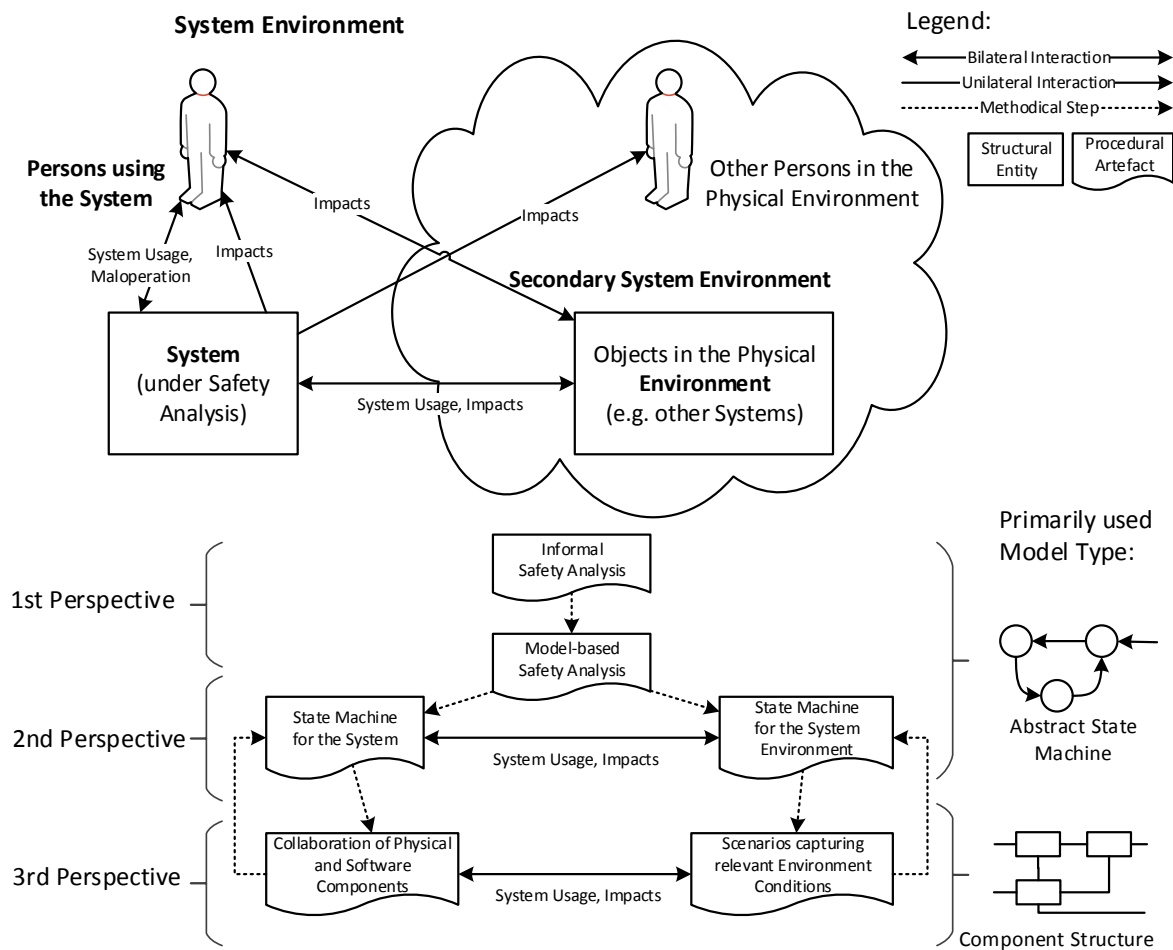 System Environment
Legend:
Bilateral Interaction
Unilateral Interaction
Methodical Step
Structural
Entity
Procedural
Artefact
Persons using
the System
Other Persons in the
Physical Environment
Impacts
Impacts
System Usage,
Maloperation
Impacts
Secondary System Environment
System
(under Safety
Analysis)
Objects in the Physical
Environment
(e.g. other Systems)
System Usage, Impacts
Primarily used
Model Type:
1st Perspective
Informal
Safety Analysis
Model-based
Safety Analysis
2nd Perspective
State Machine
for the System
State Machine
for the System
Environment
System Usage, Impacts
Abstract State
Machine
3rd Perspective
Collaboration of Physical
and Software
Components
Scenarios capturing
relevant Environment
Conditions
System Usage, Impacts
Component Structure